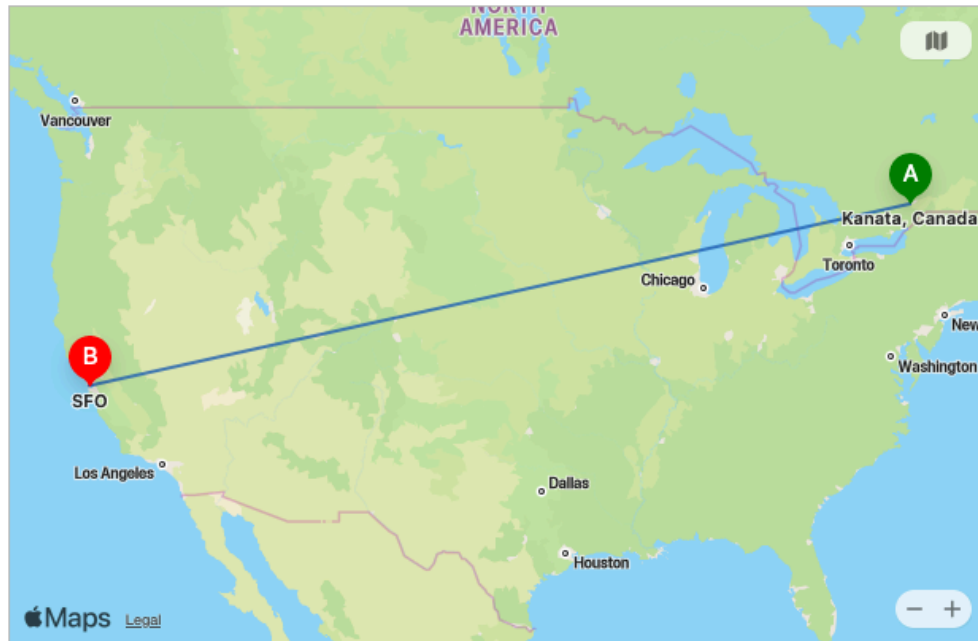 NORTH
AMERICA
Vancouver
A
Kanata, Canada
Toronto
Chicago
New
Washington
B
SFO
Los Angeles
Dallas
Houston
Maps
Legal